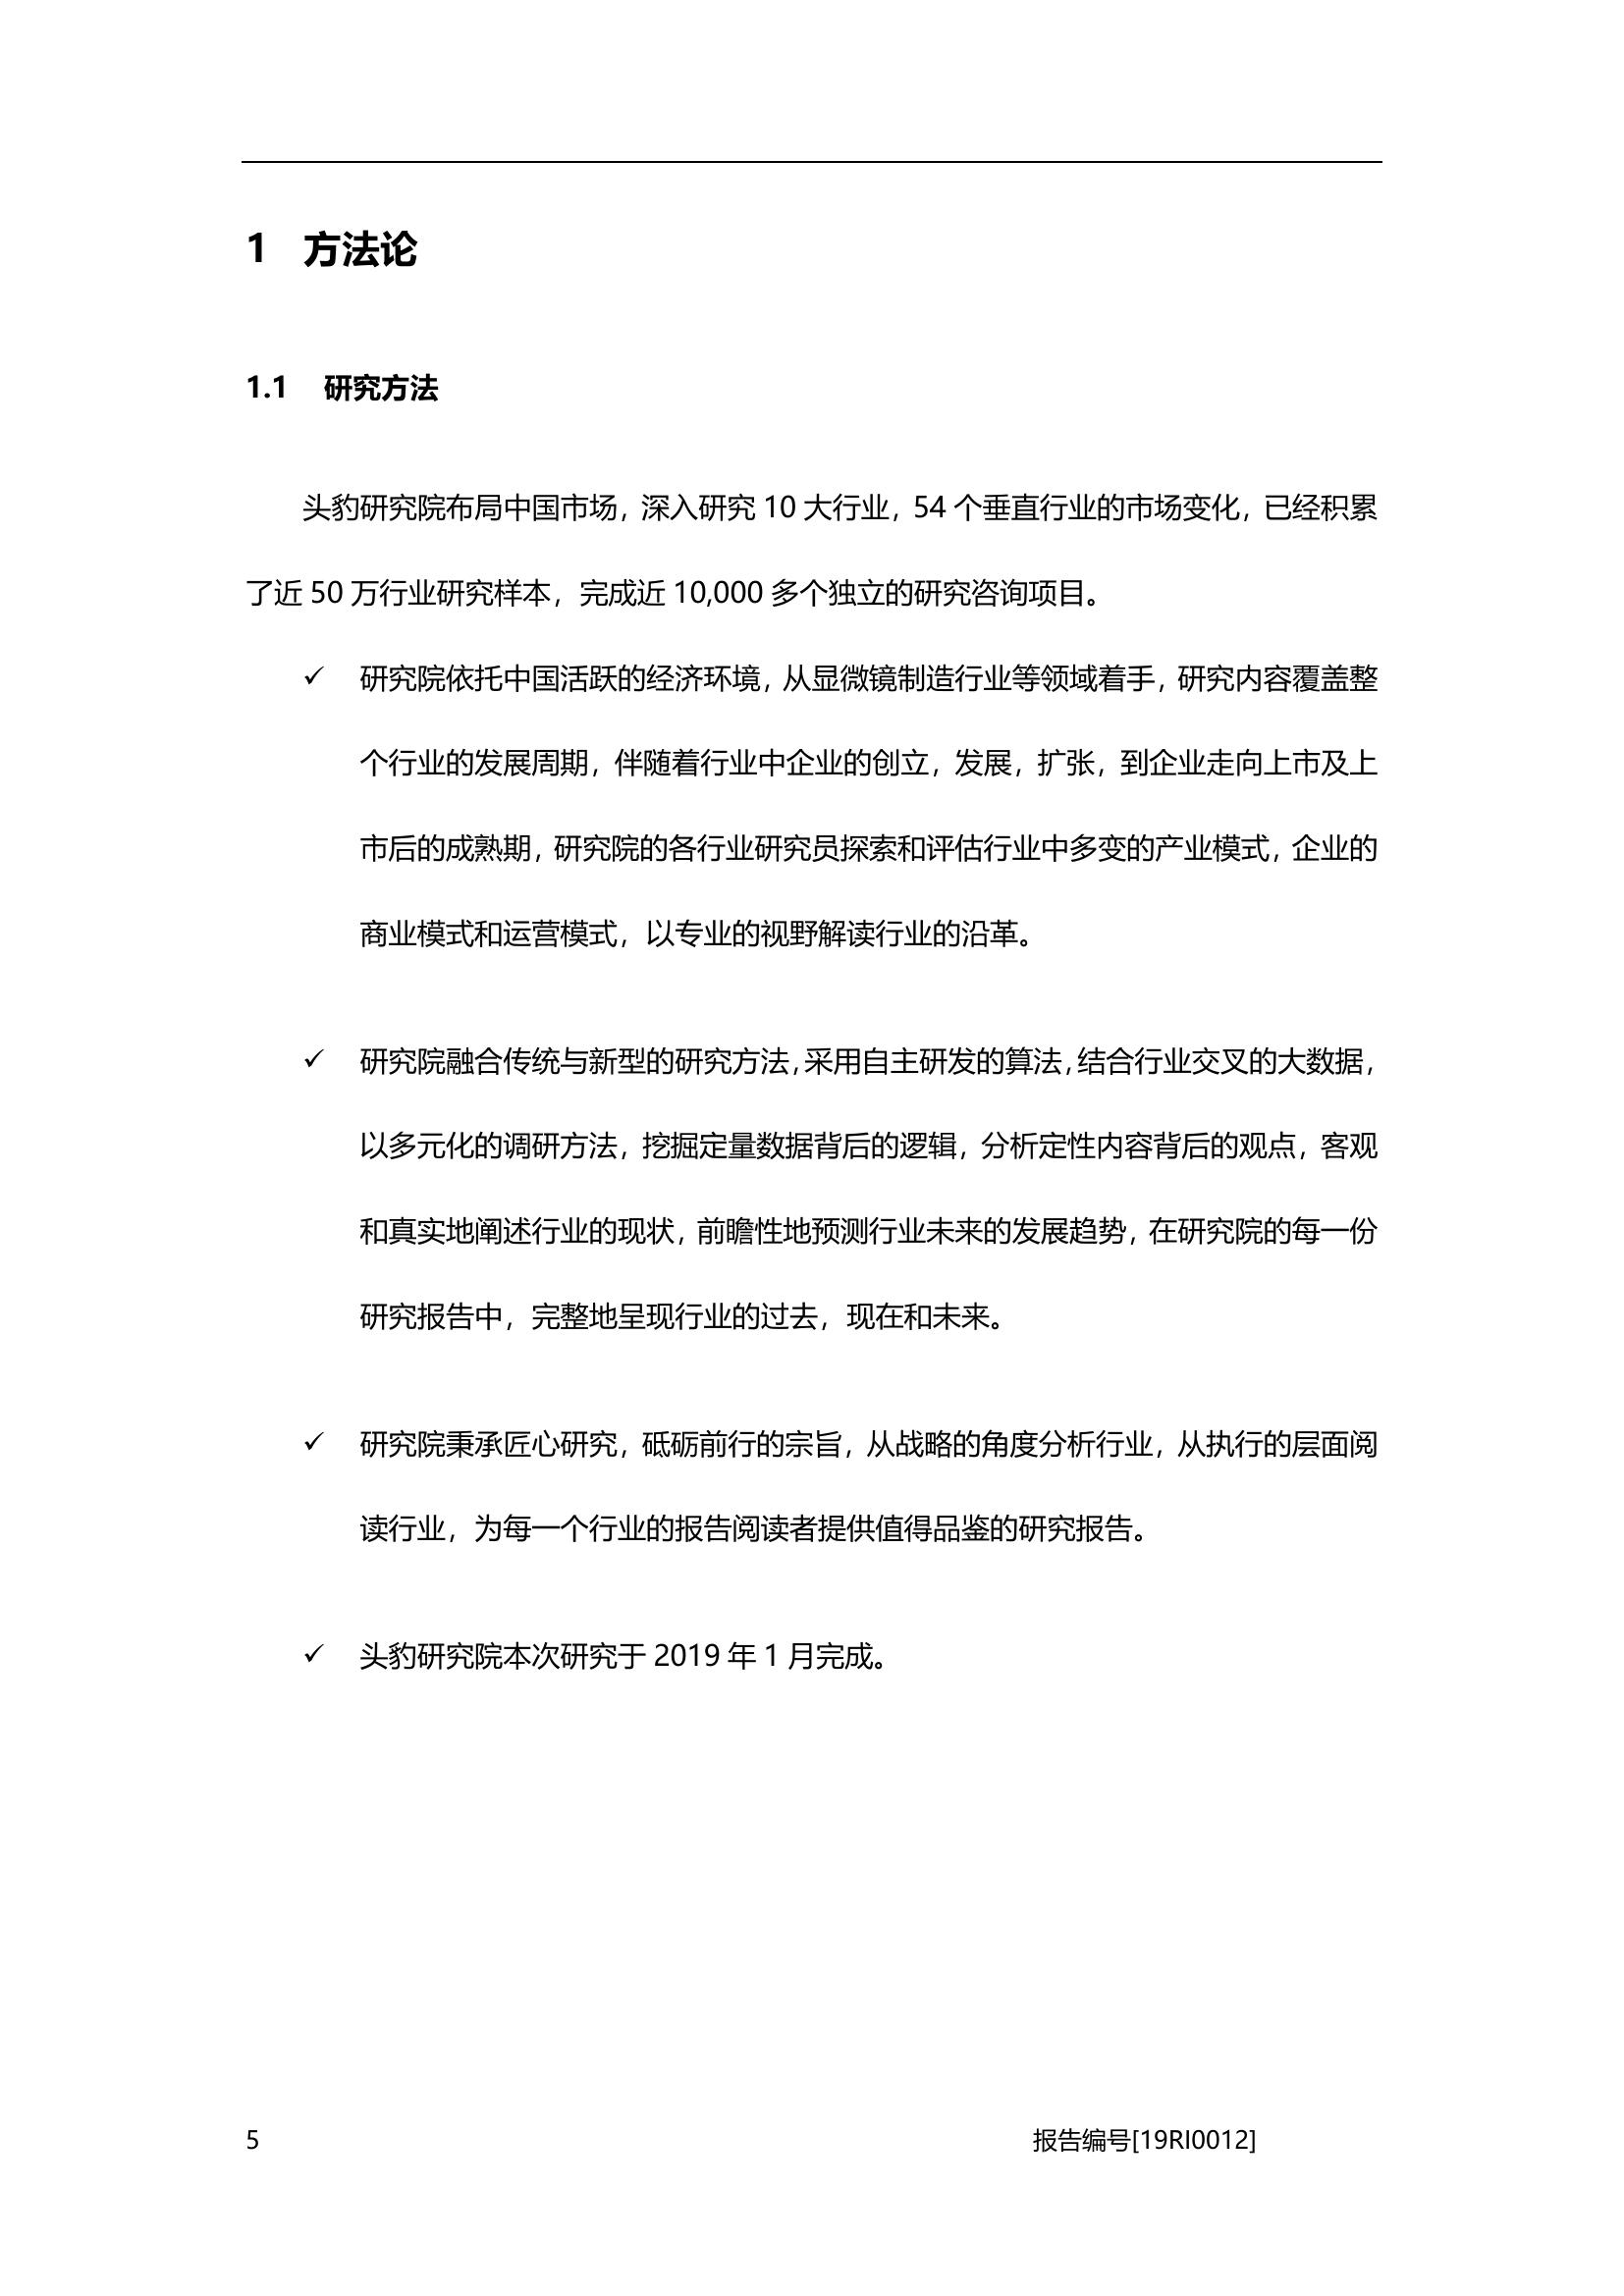 1 方法论
1.1 研究方法
头豹研究院布局中国市场，深入研究 10 大行业，54 个垂直行业的市场变化，已经积累
了近 50 万行业研究样本，完成近 10,000 多个独立的研究咨询项目。
✓ 研究院依托中国活跃的经济环境，从显微镜制造行业等领域着手，研究内容覆盖整
个行业的发展周期，伴随着行业中企业的创立，发展，扩张，到企业走向上市及上
市后的成熟期，研究院的各行业研究员探索和评估行业中多变的产业模式，企业的
商业模式和运营模式，以专业的视野解读行业的沿革。
✓ 研究院融合传统与新型的研究方法，采用自主研发的算法，结合行业交叉的大数据，
以多元化的调研方法，挖掘定量数据背后的逻辑，分析定性内容背后的观点，客观
和真实地阐述行业的现状，前瞻性地预测行业未来的发展趋势，在研究院的每一份
研究报告中，完整地呈现行业的过去，现在和未来。
✓ 研究院秉承匠心研究，砥砺前行的宗旨，从战略的角度分析行业，从执行的层面阅
读行业，为每一个行业的报告阅读者提供值得品鉴的研究报告。
✓ 头豹研究院本次研究于 2019 年 1 月完成。
5 报告编号[19RI0012]